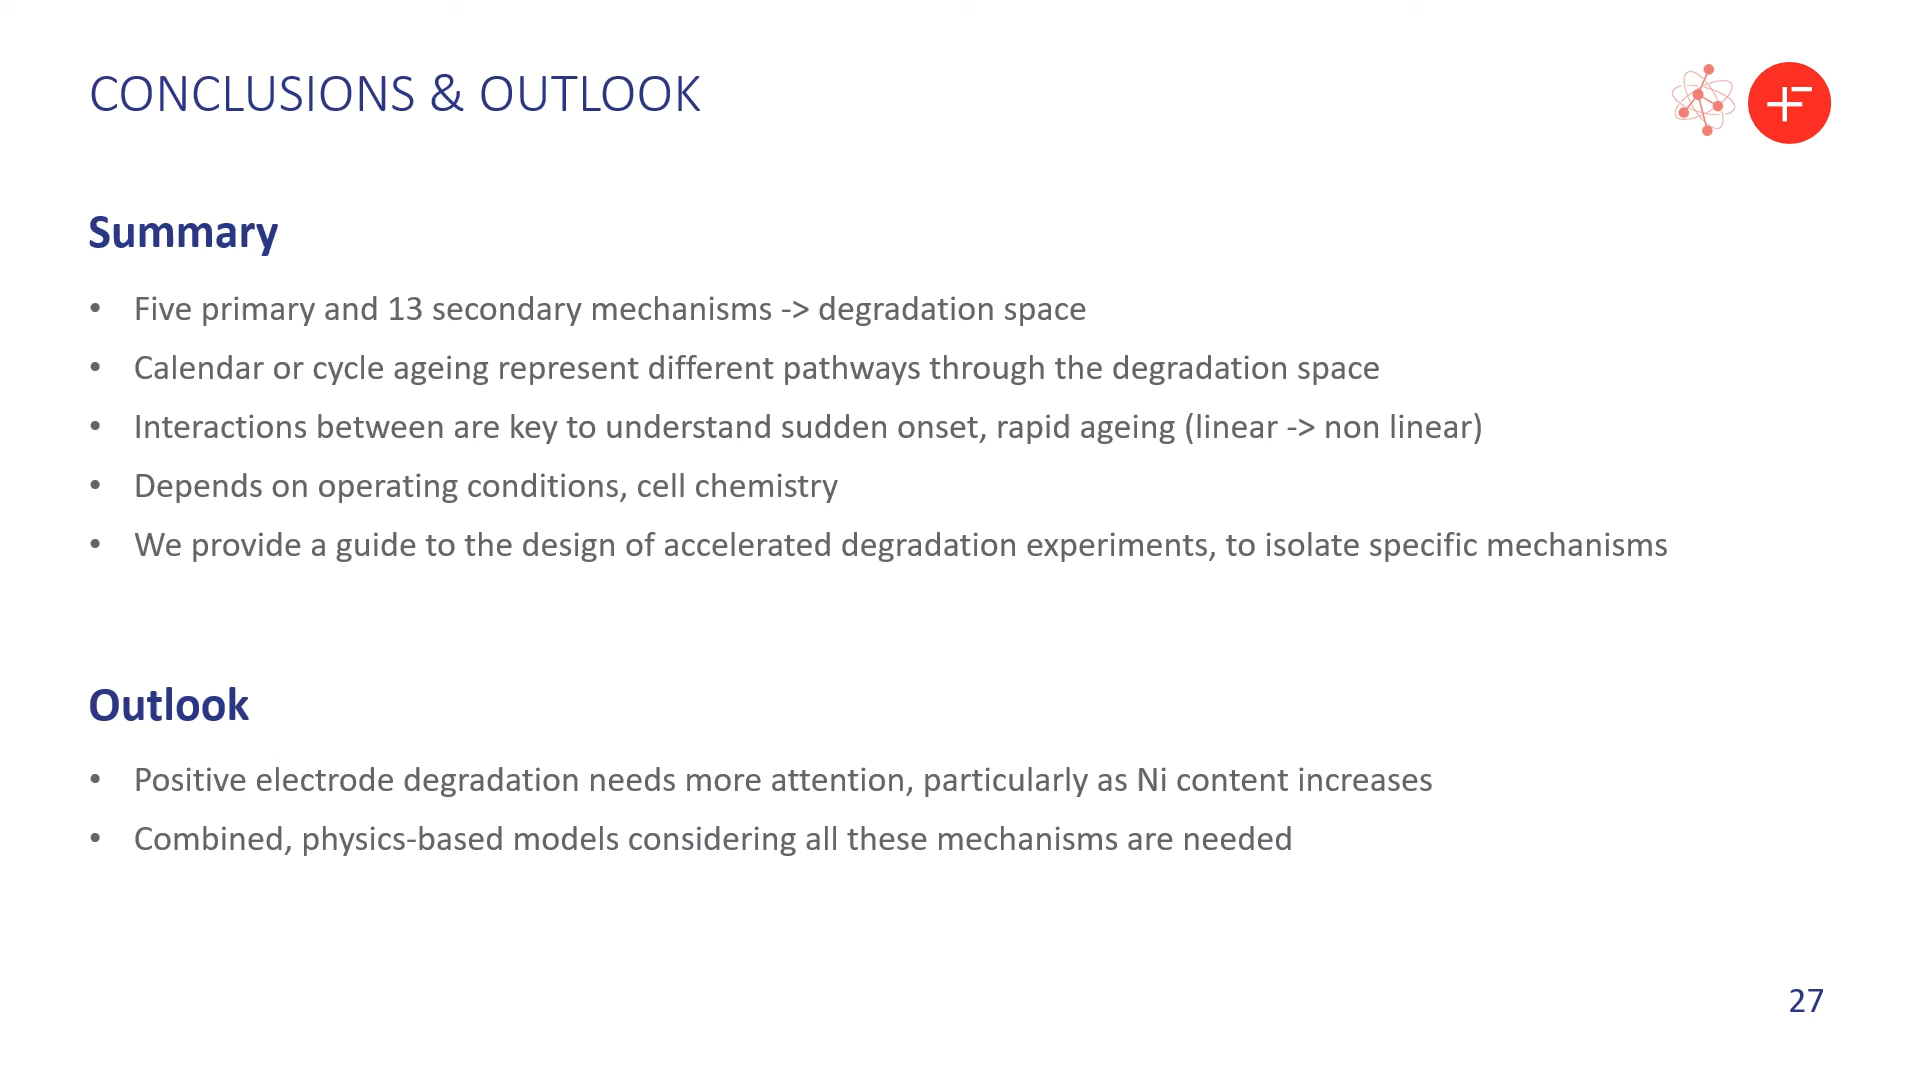 CONCLUSIONS & OUTLOOK
Summary
• Five primary and 13 secondary mechanisms -> degradation space
• Calendar or cycle ageing represent different pathways through the degradation space
• Interactions between are key to understand sudden onset, rapid ageing (linear -> non linear)
• Depends on operating conditions, cell chemistry
• We provide a guide to the design of accelerated degradation experiments, to isolate specific mechanisms
Outlook
• Positive electrode degradation needs more attention, particularly as Ni content increases
• Combined, physics-based models considering all these mechanisms are needed
27